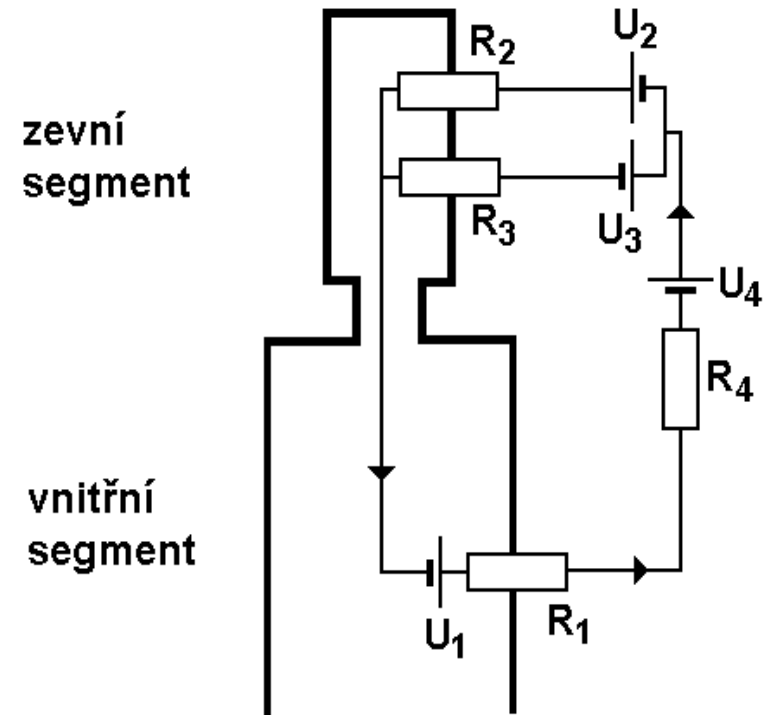 R2
U2
zevní
segment
R3
U3
U4
R4
vnitřní
segment
U1
R1